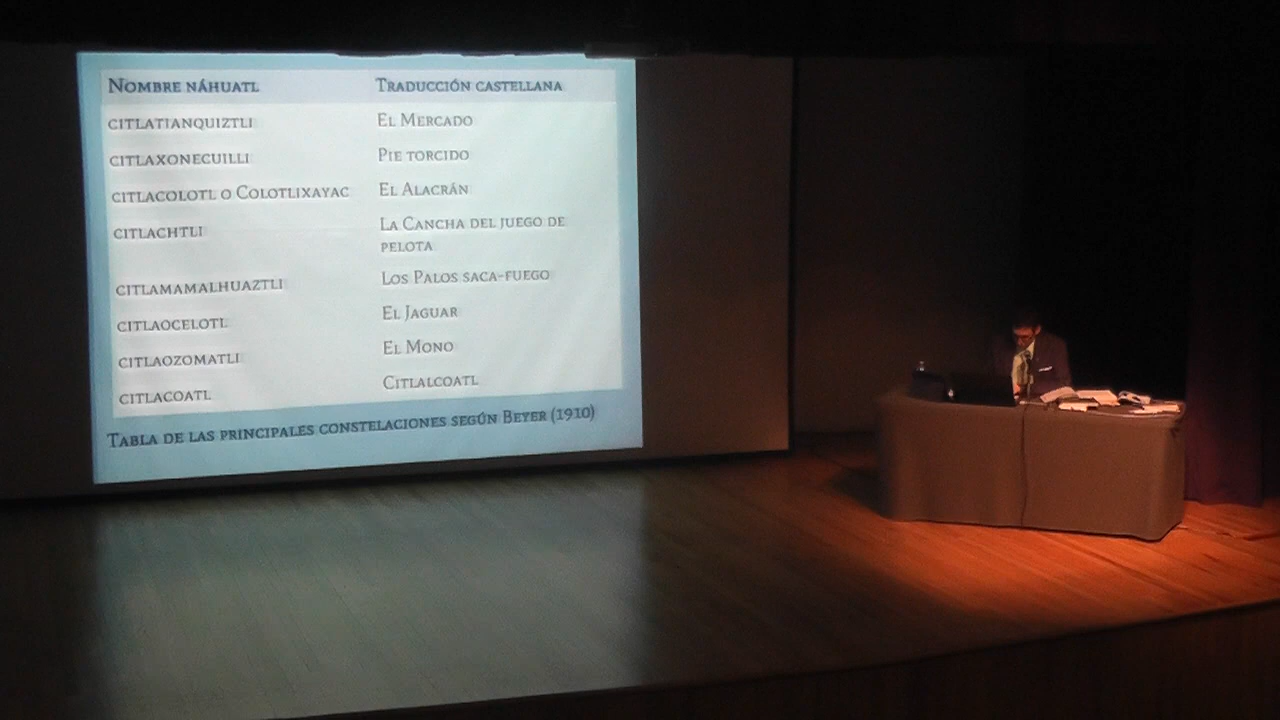 Nombre náhuatl Traducción castellana
citlatianquiztli El Mercado
citlaxonecuilli Pie torcido
citlacolotl o Colotlixayac El Alacrán
citlachtli La Cancha del juego de
pelota
citlamamalhuaztli Los Palos saca-fuego
citlaocelotl El Jaguar
citlaozomatli El Mono
citlacoatl Citlalcoatl
Tabla de las principales constelaciones según Beyer (1910)